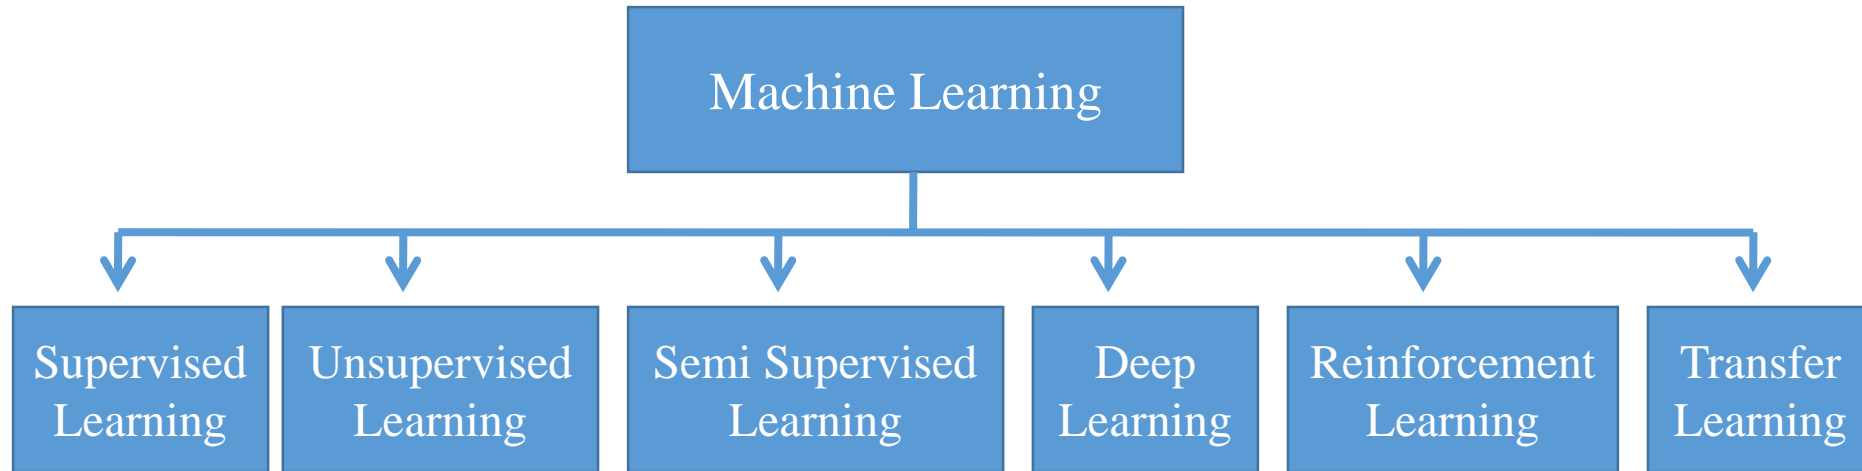 Machine Learning
Supervised
Learning
Unsupervised
Learning
Semi Supervised
Learning
Deep
Learning
Reinforcement
Learning
Transfer
Learning